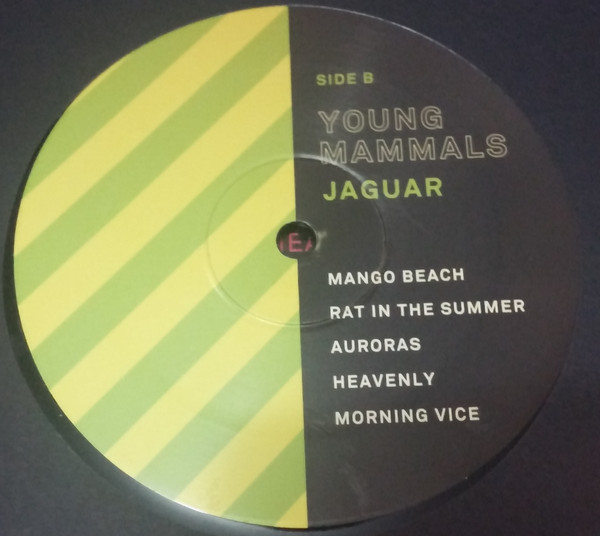 SIDE B
YOUNG
MAMMALS
JAGUAR
MANGO BEACH
RAT IN THE SUMMER
AURORAS
HEAVENLY
MORNING VICE